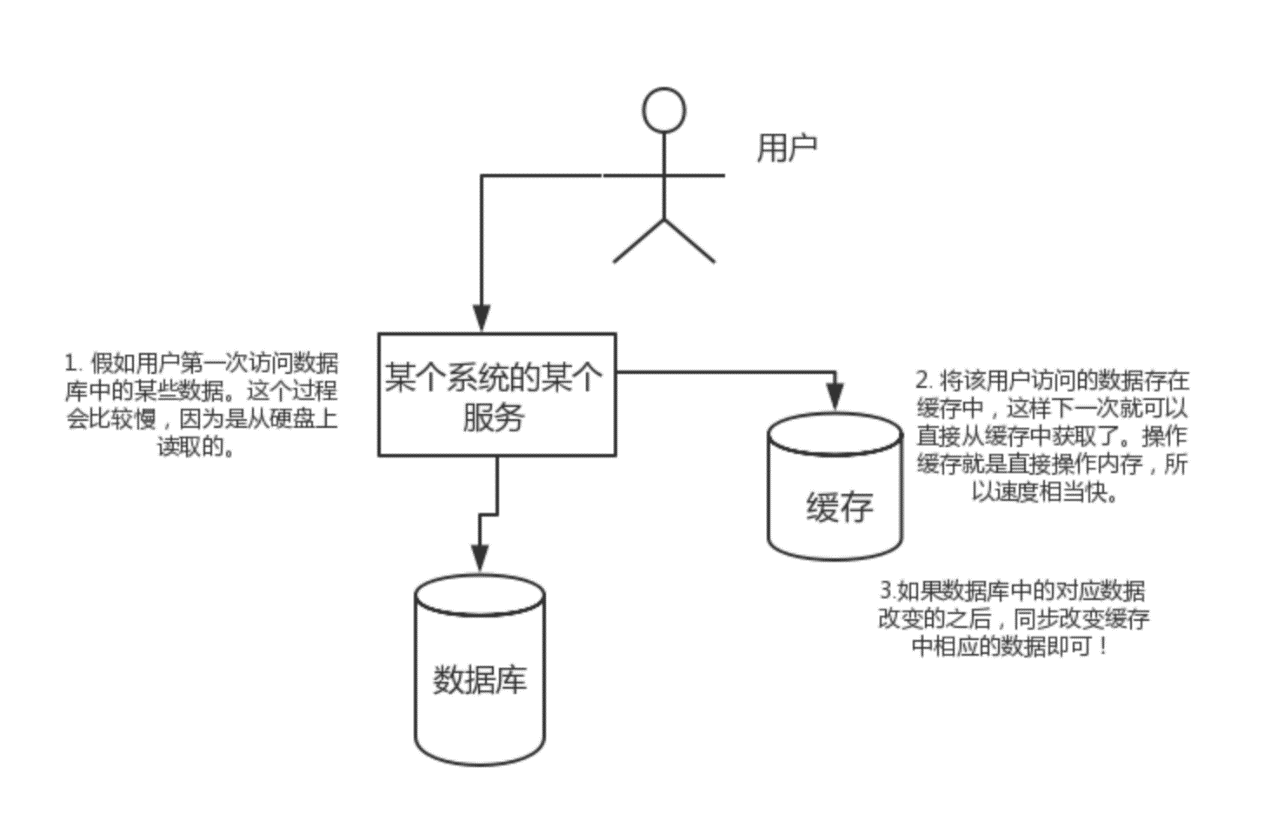 用户
1. 假如用户第一次访问数据
库中的某些数据。这个过程
会比较慢，因为是从硬盘上
读取的。
某个系统的某个
服务
2. 将该用户访问的数据存在
缓存中，这样下一次就可以
直接从缓存中获取了。操作
缓存就是直接操作内存，所
以速度相当快。
缓存
3.如果数据库中的对应数据
改变的之后，同步改变缓存
中相应的数据即可！
数据库